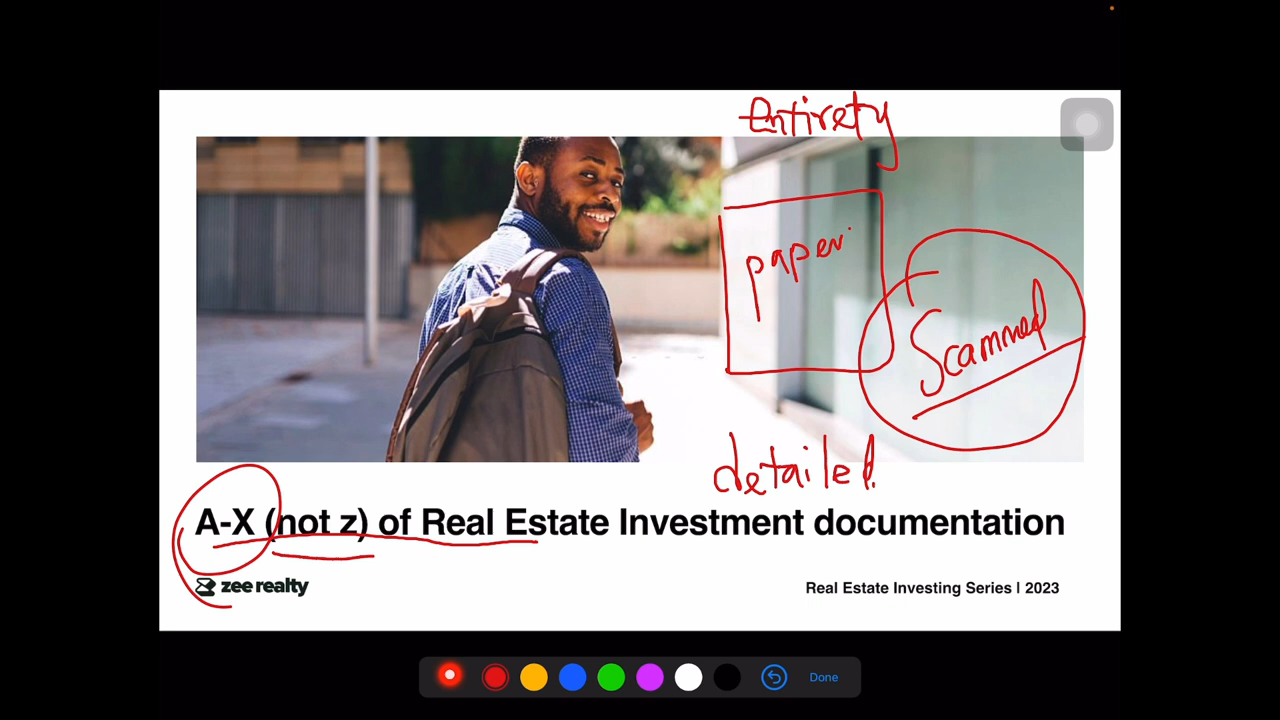 Entirety
paper
Scammed
detailed
A-X (not z) of Real Estate Investment documentation
zee realty
Real Estate Investing Series | 2023
Done